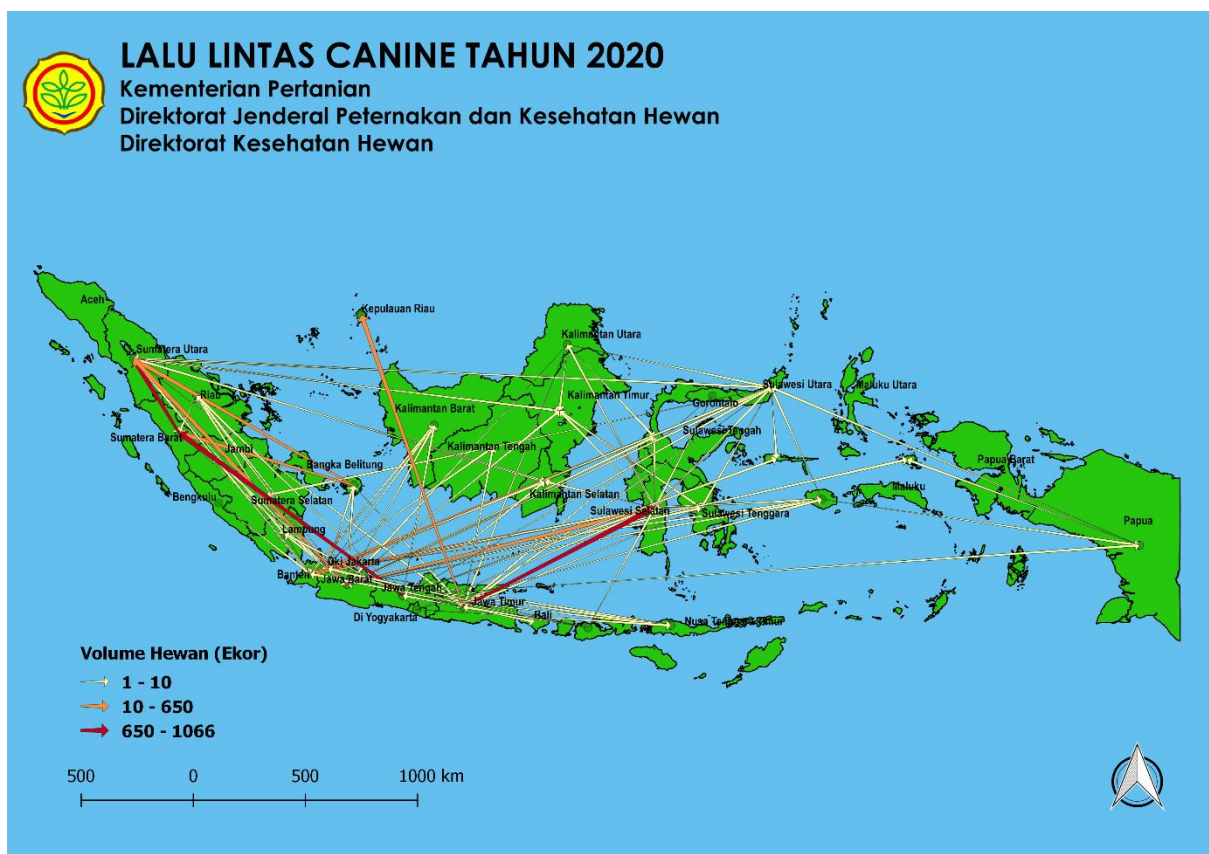 LALU LINTAS CANINE TAHUN 2020
Kementerian Pertanian
Direktorat Jenderal Peternakan dan Kesehatan Hewan
Direktorat Kesehatan Hewan
Aceh
Kepulauan Riau
Sumatera Utara
Kalimantan Utara
Sulawesi Utara
Maluku Utara
Riau
Kalimantan Timur
Gorontalo
Kalimantan Barat
Sumatera Barat
Sulawesi Tengah
Jambi
Kalimantan Tengah
Bangka Belitung
Papua Barat
Bengkulu
Sumatera Selatan
Kalimantan Selatan
Maluku
Sulawesi Selatan
Sulawesi Tenggara
Papua
Lampung
Dki Jakarta
Banten
Jawa Barat
Jawa Tengah
Jawa Timur
Di Yogyakarta
Bali
Nusa Tenggara Timur
Volume Hewan (Ekor)
1 - 10
10 - 650
650 - 1066
500 0 500 1000 km